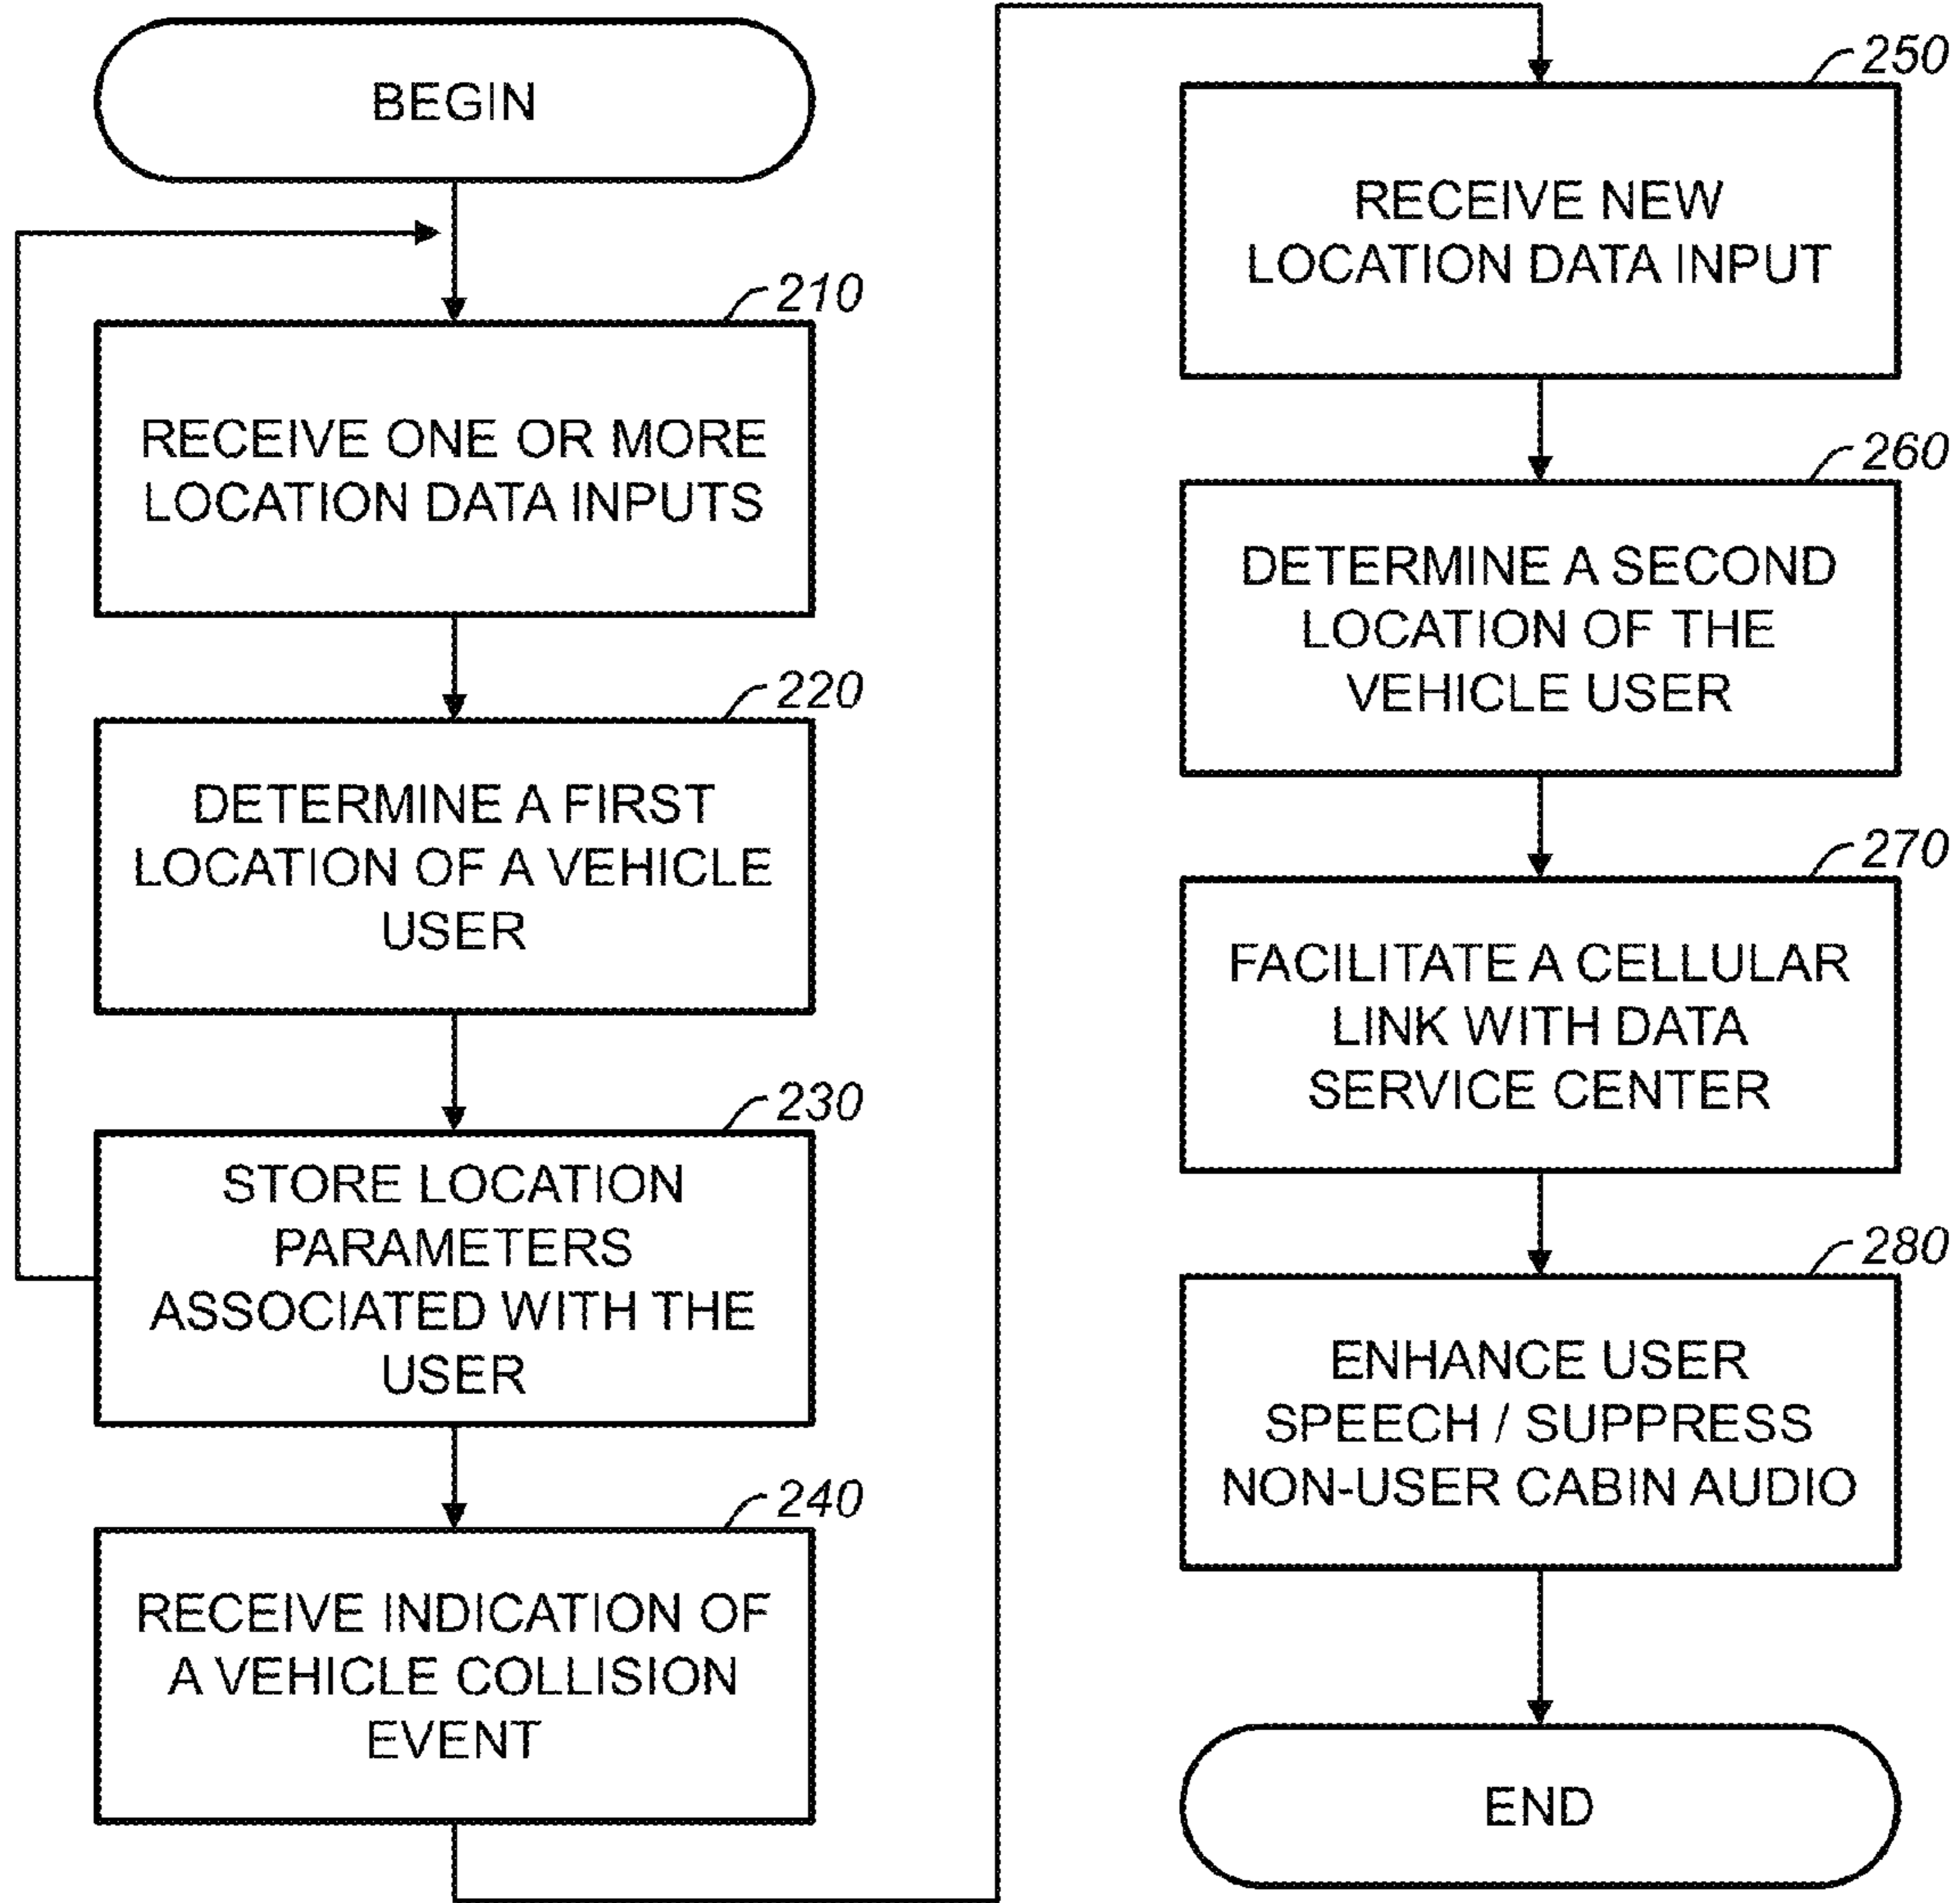 BEGIN
210
RECEIVE ONE OR MORE
LOCATION DATA INPUTS
220
DETERMINE A FIRST
LOCATION OF A VEHICLE
USER
230
STORE LOCATION
PARAMETERS
ASSOCIATED WITH THE
USER
240
RECEIVE INDICATION OF
A VEHICLE COLLISION
EVENT
250
RECEIVE NEW
LOCATION DATA INPUT
260
DETERMINE A SECOND
LOCATION OF THE
VEHICLE USER
270
FACILITATE A CELLULAR
LINK WITH DATA
SERVICE CENTER
280
ENHANCE USER
SPEECH / SUPPRESS
NON-USER CABIN AUDIO
END